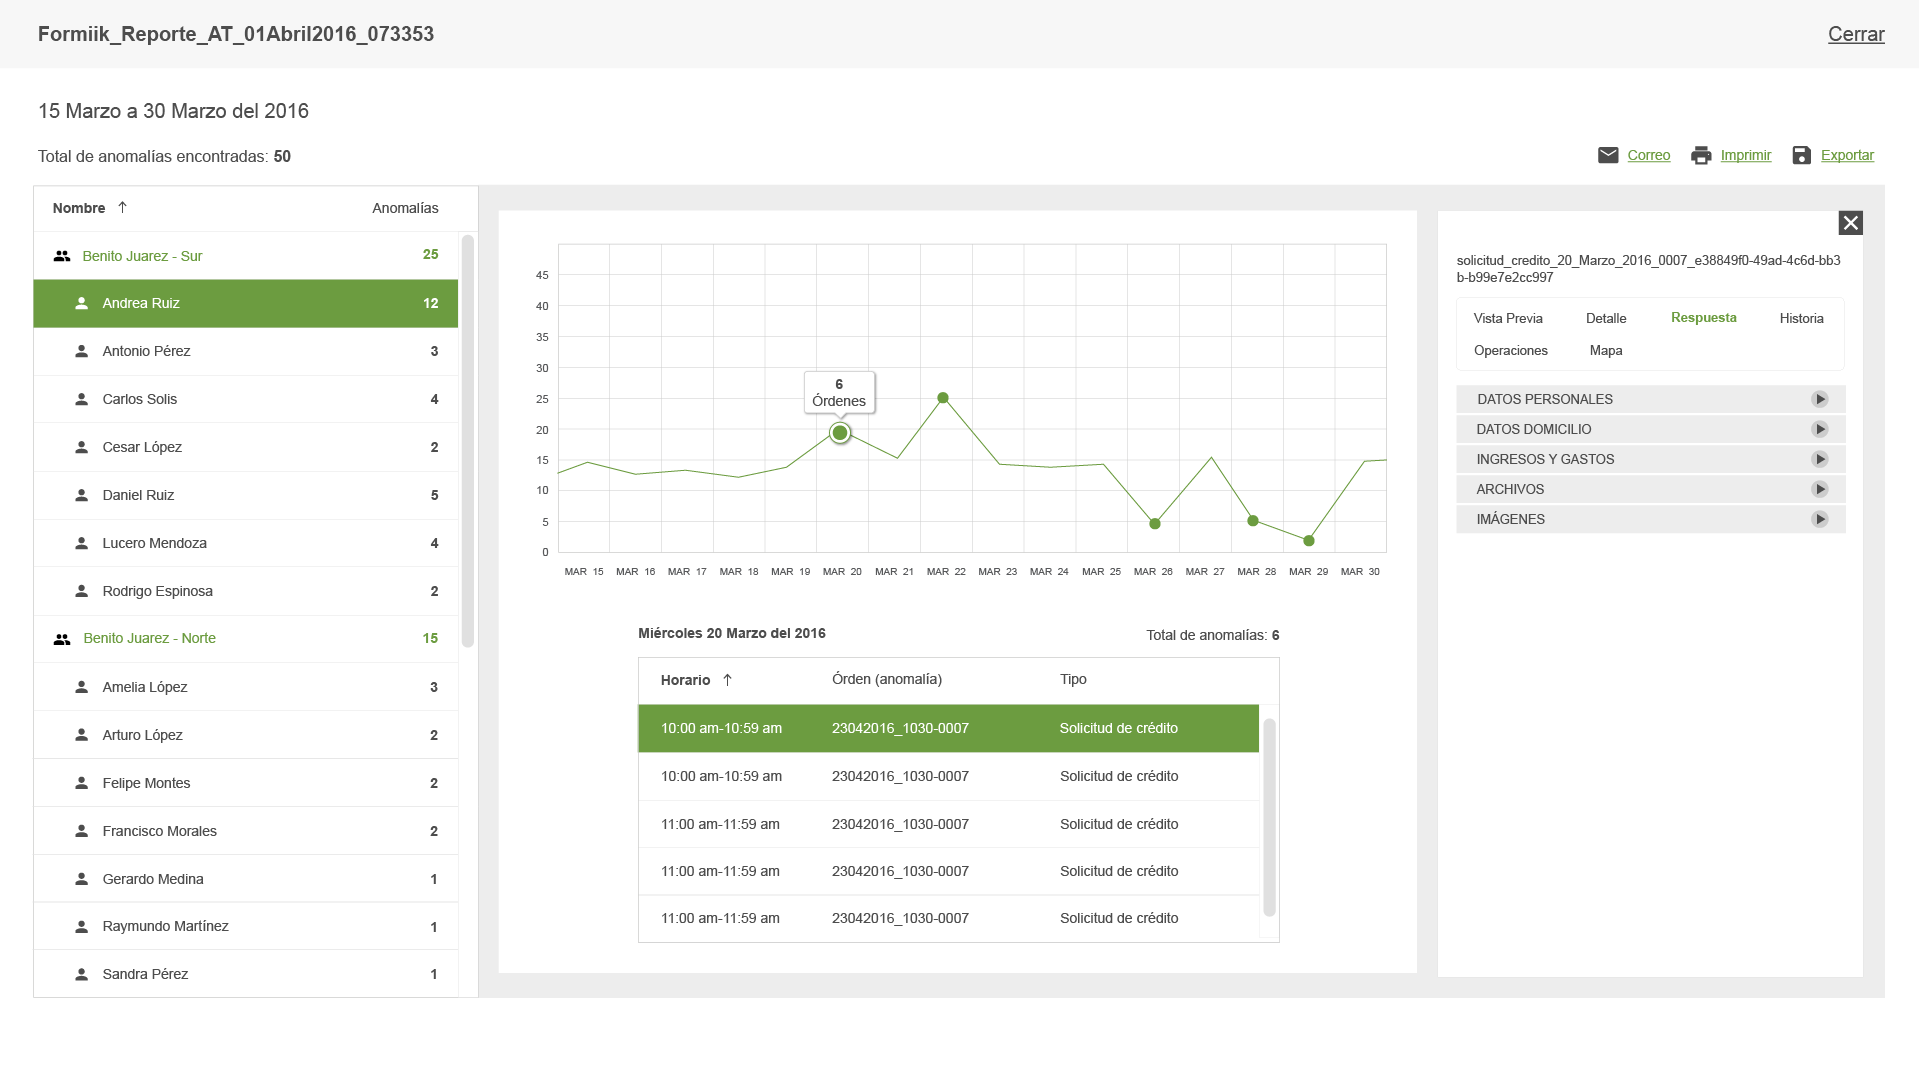 Formiik_Reporte_AT_01Abril2016_073353
Cerrar
15 Marzo a 30 Marzo del 2016
Total de anomalías encontradas: 50
Correo
Imprimir
Exportar
Nombre ↑ Anomalías
Benito Juarez - Sur 25
Andrea Ruiz 12
Antonio Pérez 3
Carlos Solis 4
Cesar López 2
Daniel Ruiz 5
Lucero Mendoza 4
Rodrigo Espinosa 2
Benito Juarez - Norte 15
Amelia López 3
Arturo López 2
Felipe Montes 2
Francisco Morales 2
Gerardo Medina 1
Raymundo Martínez 1
Sandra Pérez 1
45
40
35
30
25
20
15
10
5
0
6
Órdenes
MAR 15 MAR 16 MAR 17 MAR 18 MAR 19 MAR 20 MAR 21 MAR 22 MAR 23 MAR 24 MAR 25 MAR 26 MAR 27 MAR 28 MAR 29 MAR 30
Miércoles 20 Marzo del 2016
Total de anomalías: 6
Horario ↑ Órden (anomalía) Tipo
10:00 am-10:59 am 23042016_1030-0007 Solicitud de crédito
10:00 am-10:59 am 23042016_1030-0007 Solicitud de crédito
11:00 am-11:59 am 23042016_1030-0007 Solicitud de crédito
11:00 am-11:59 am 23042016_1030-0007 Solicitud de crédito
11:00 am-11:59 am 23042016_1030-0007 Solicitud de crédito
solicitud_credito_20_Marzo_2016_0007_e38849f0-49ad-4c6d-bb3
b-b99e7e2cc997
Vista Previa Detalle Respuesta Historia
Operaciones Mapa
DATOS PERSONALES
DATOS DOMICILIO
INGRESOS Y GASTOS
ARCHIVOS
IMÁGENES